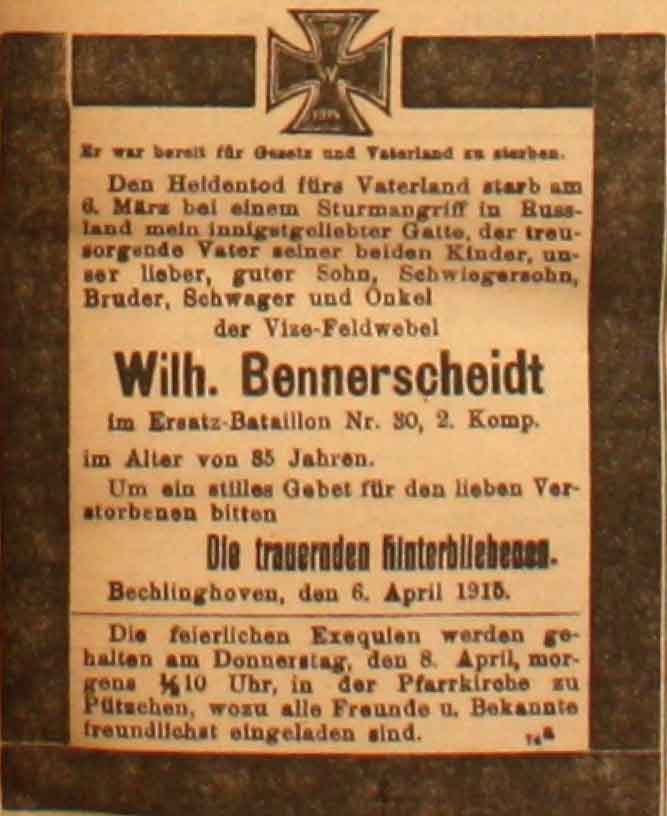 W
1914
Er war bereit für Gesetz und Vaterland zu sterben.
Den Heldentod fürs Vaterland starb am
6. März bei einem Sturmangriff in Russ-
land mein innigstgeliebter Gatte, der treu-
sorgende Vater seiner beiden Kinder, un-
ser lieber, guter Sohn, Schwiegersohn,
Bruder, Schwager und Onkel
der Vize-Feldwebel
Wilh. Bennerscheidt
im Ersatz-Bataillon Nr. 30, 2. Komp.
im Alter von 35 Jahren.
Um ein stilles Gebet für den lieben Ver-
storbenen bitten
Die trauernden Hinterbliebenen.
Bechlinghoven, den 6. April 1915.
Die feierlichen Exequien werden ge-
halten am Donnerstag, den 8. April, mor-
gens ½10 Uhr, in der Pfarrkirche zu
Pützchen, wozu alle Freunde u. Bekannte
freundlichst eingeladen sind.